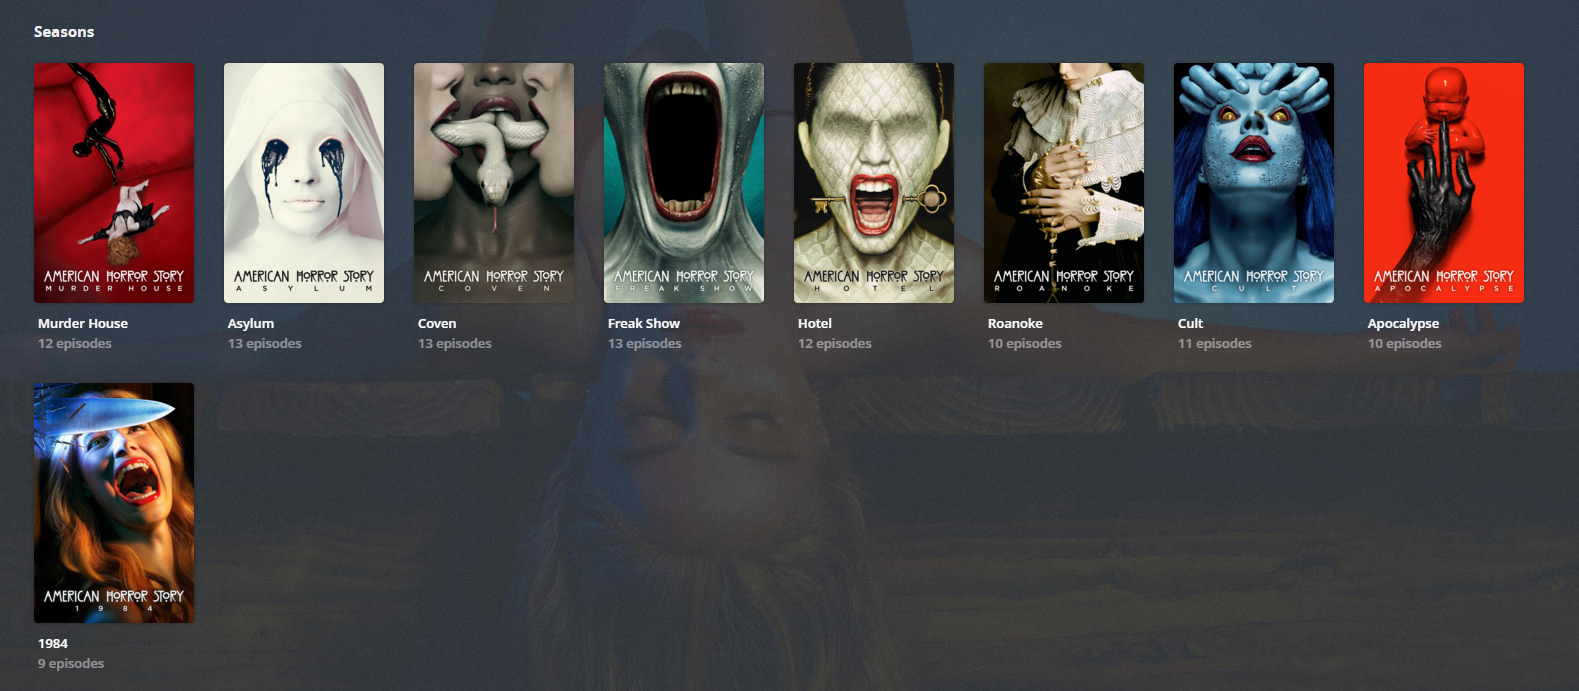 Seasons
AMERICAN HORROR STORY
MURDER HOUSE
Murder House
12 episodes
AMERICAN HORROR STORY
ASYLUM
Asylum
13 episodes
AMERICAN HORROR STORY
COVEN
Coven
13 episodes
AMERICAN HORROR STORY
FREAK SHOW
Freak Show
13 episodes
AMERICAN HORROR STORY
HOTEL
Hotel
12 episodes
AMERICAN HORROR STORY
ROANOKE
Roanoke
10 episodes
AMERICAN HORROR STORY
CULT
Cult
11 episodes
AMERICAN HORROR STORY
APOCALYPSE
Apocalypse
10 episodes
AMERICAN HORROR STORY
1984
1984
9 episodes